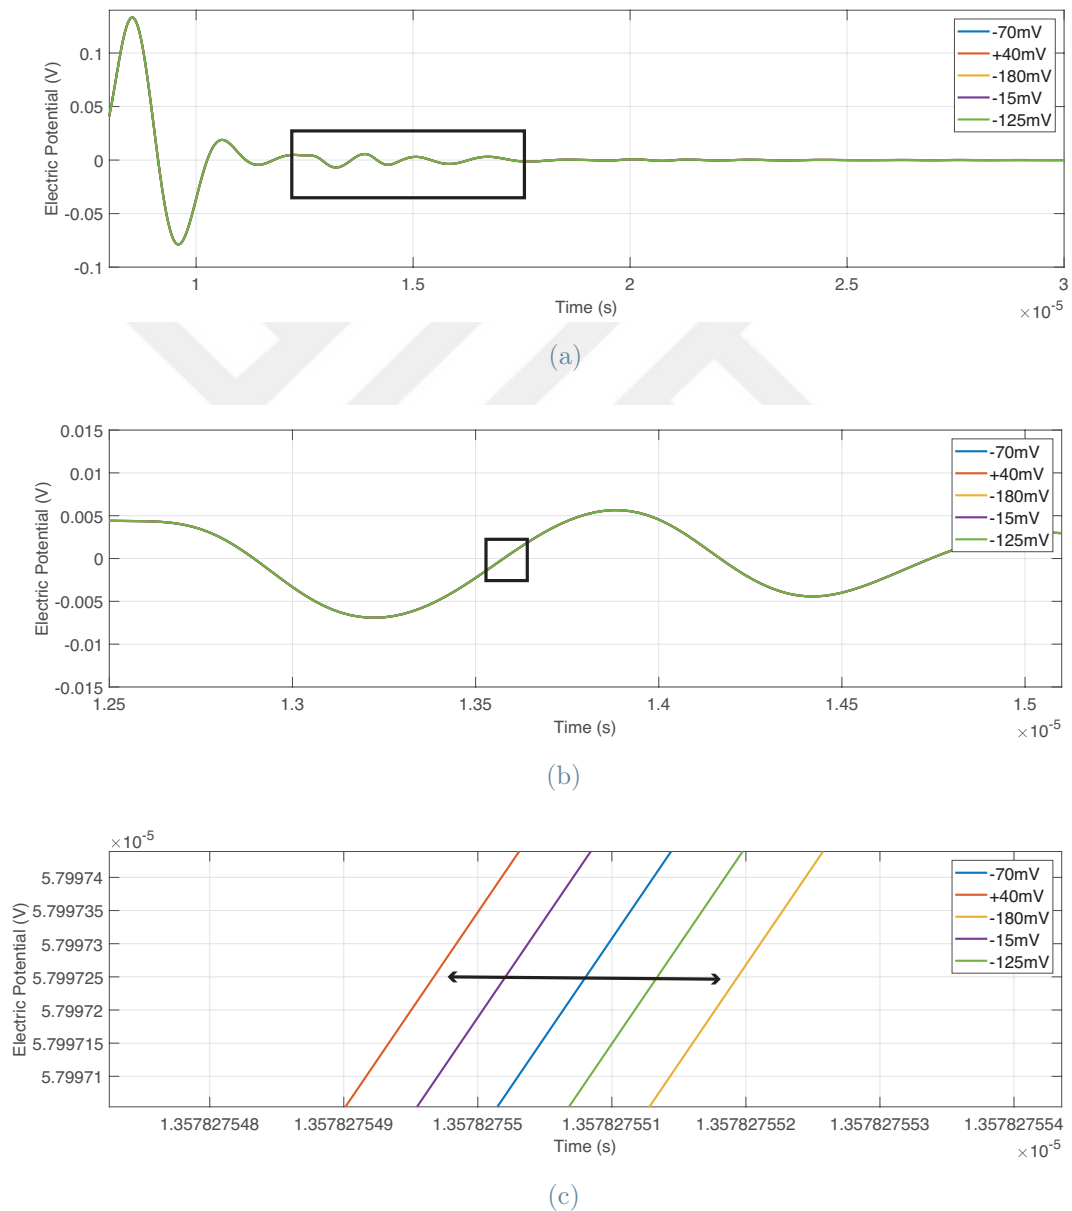 0.1
0.05
0
-0.05
-0.1
Electric Potential (V)
1 1.5 2 2.5 3
Time (s)
×10-5
-70mV
+40mV
-180mV
-15mV
-125mV
(a)
0.015
0.01
0.005
0
-0.005
-0.01
-0.015
Electric Potential (V)
1.25 1.3 1.35 1.4 1.45 1.5
Time (s)
×10-5
-70mV
+40mV
-180mV
-15mV
-125mV
(b)
×10-5
5.79974
5.799735
5.79973
5.799725
5.79972
5.799715
5.79971
Electric Potential (V)
1.357827548 1.357827549 1.35782755 1.357827551 1.357827552 1.357827553 1.357827554
Time (s)
×10-5
-70mV
+40mV
-180mV
-15mV
-125mV
(c)